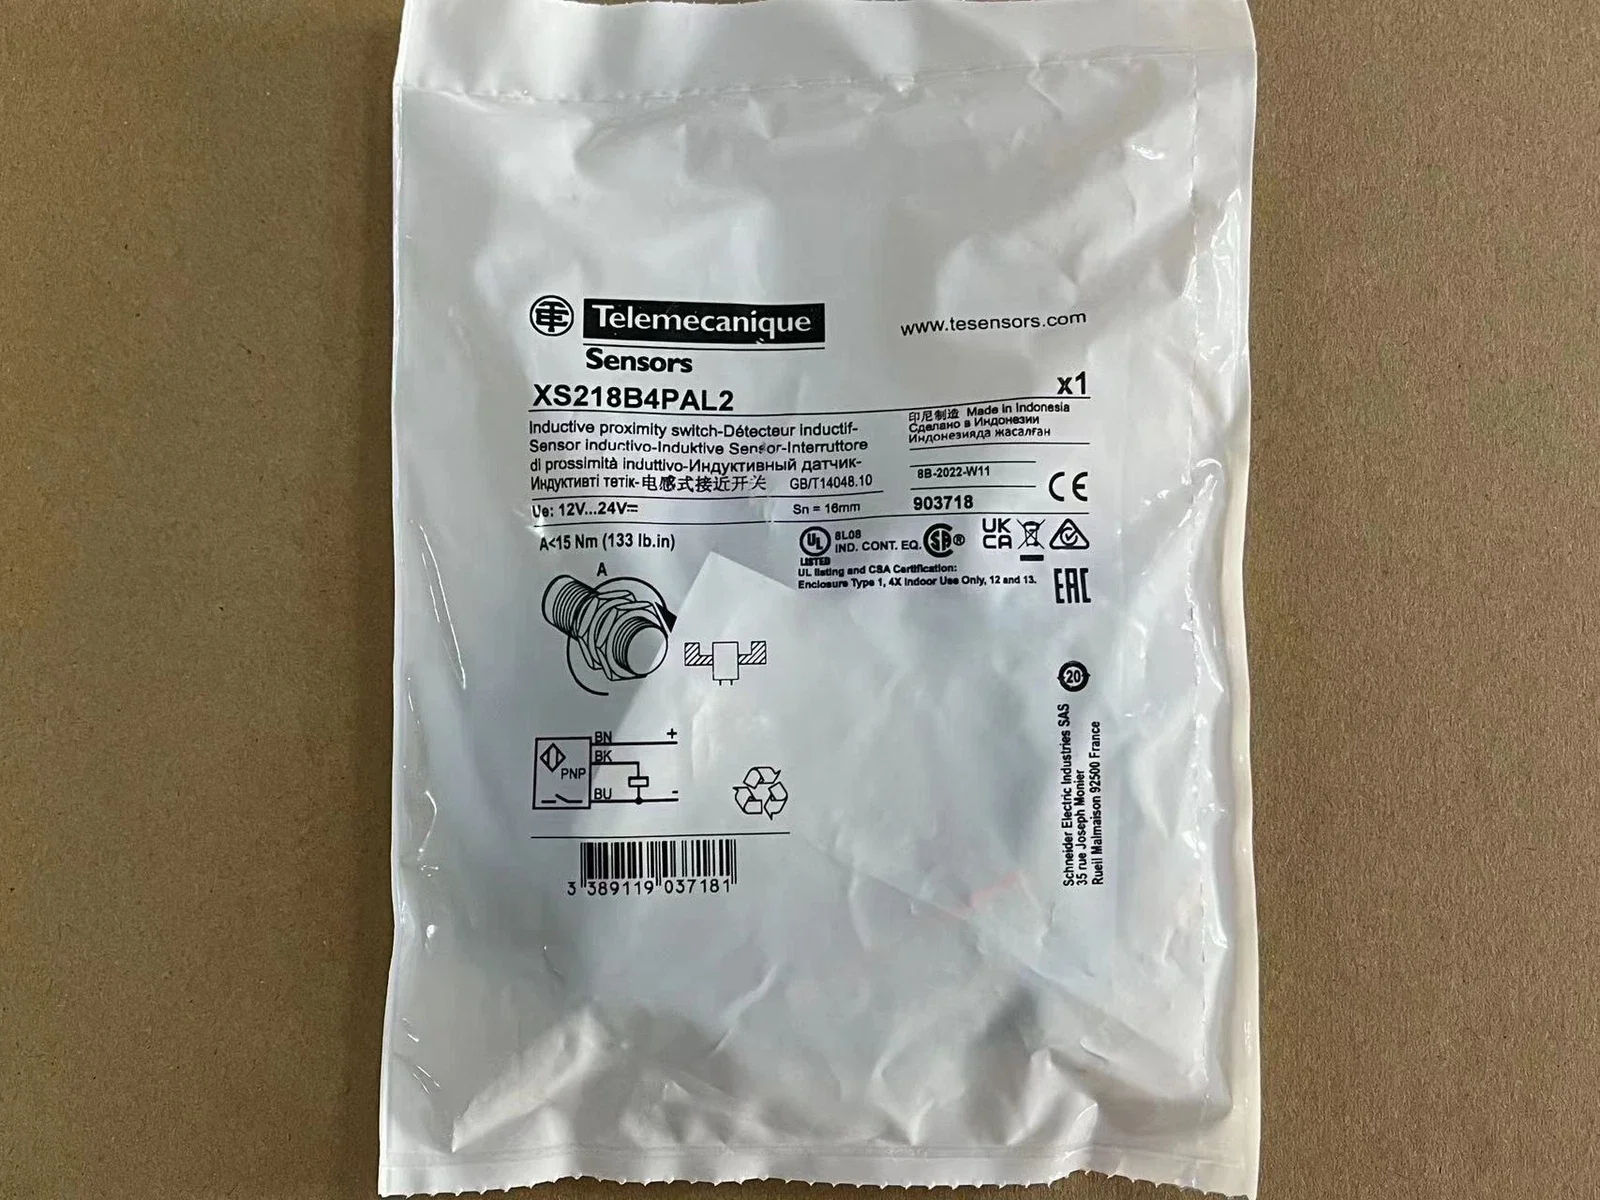 Telemecanique
Sensors
www.tesensors.com
XS218B4PAL2
x1
Inductive proximity switch-Détecteur inductif-
Sensor inductivo-Induktive Sensor-Interruttore
di prossimità induttivo-Индуктивный датчик-
Индуктивті тетік-电感式接近开关 GB/T14048.10
印尼制造 Made in Indonesia
Сделано в Индонезии
Индонезияда жасалған
8B-2022-W11
903718
CE
Ue: 12V...24V
Sn = 16mm
A<15 Nm (133 lb.in)
UL
LISTED
8L08
IND. CONT. EQ.
SA®
UK
CA
UL listing and CSA Certification:
Enclosure Type 1, 4X Indoor Use Only, 12 and 13.
EAC
A
20
Schneider Electric Industries SAS
35 rue Joseph Monier
Rueil Malmaison 92500 France
BN +
BK
PNP
BU -
3 389119 037181